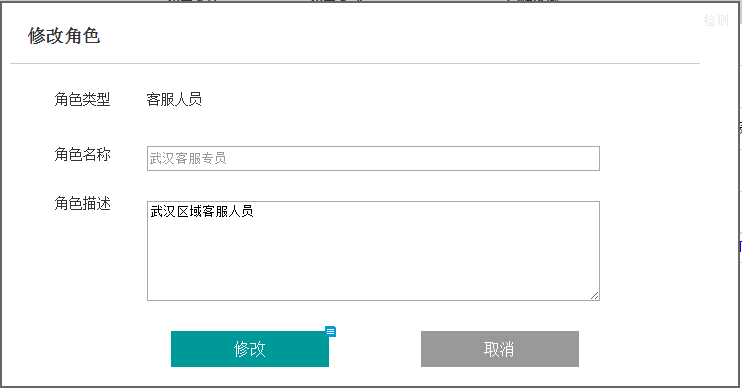 检测
修改角色
角色类型 客服人员
角色名称 武汉客服专员
角色描述 武汉区域客服人员
修改 取消